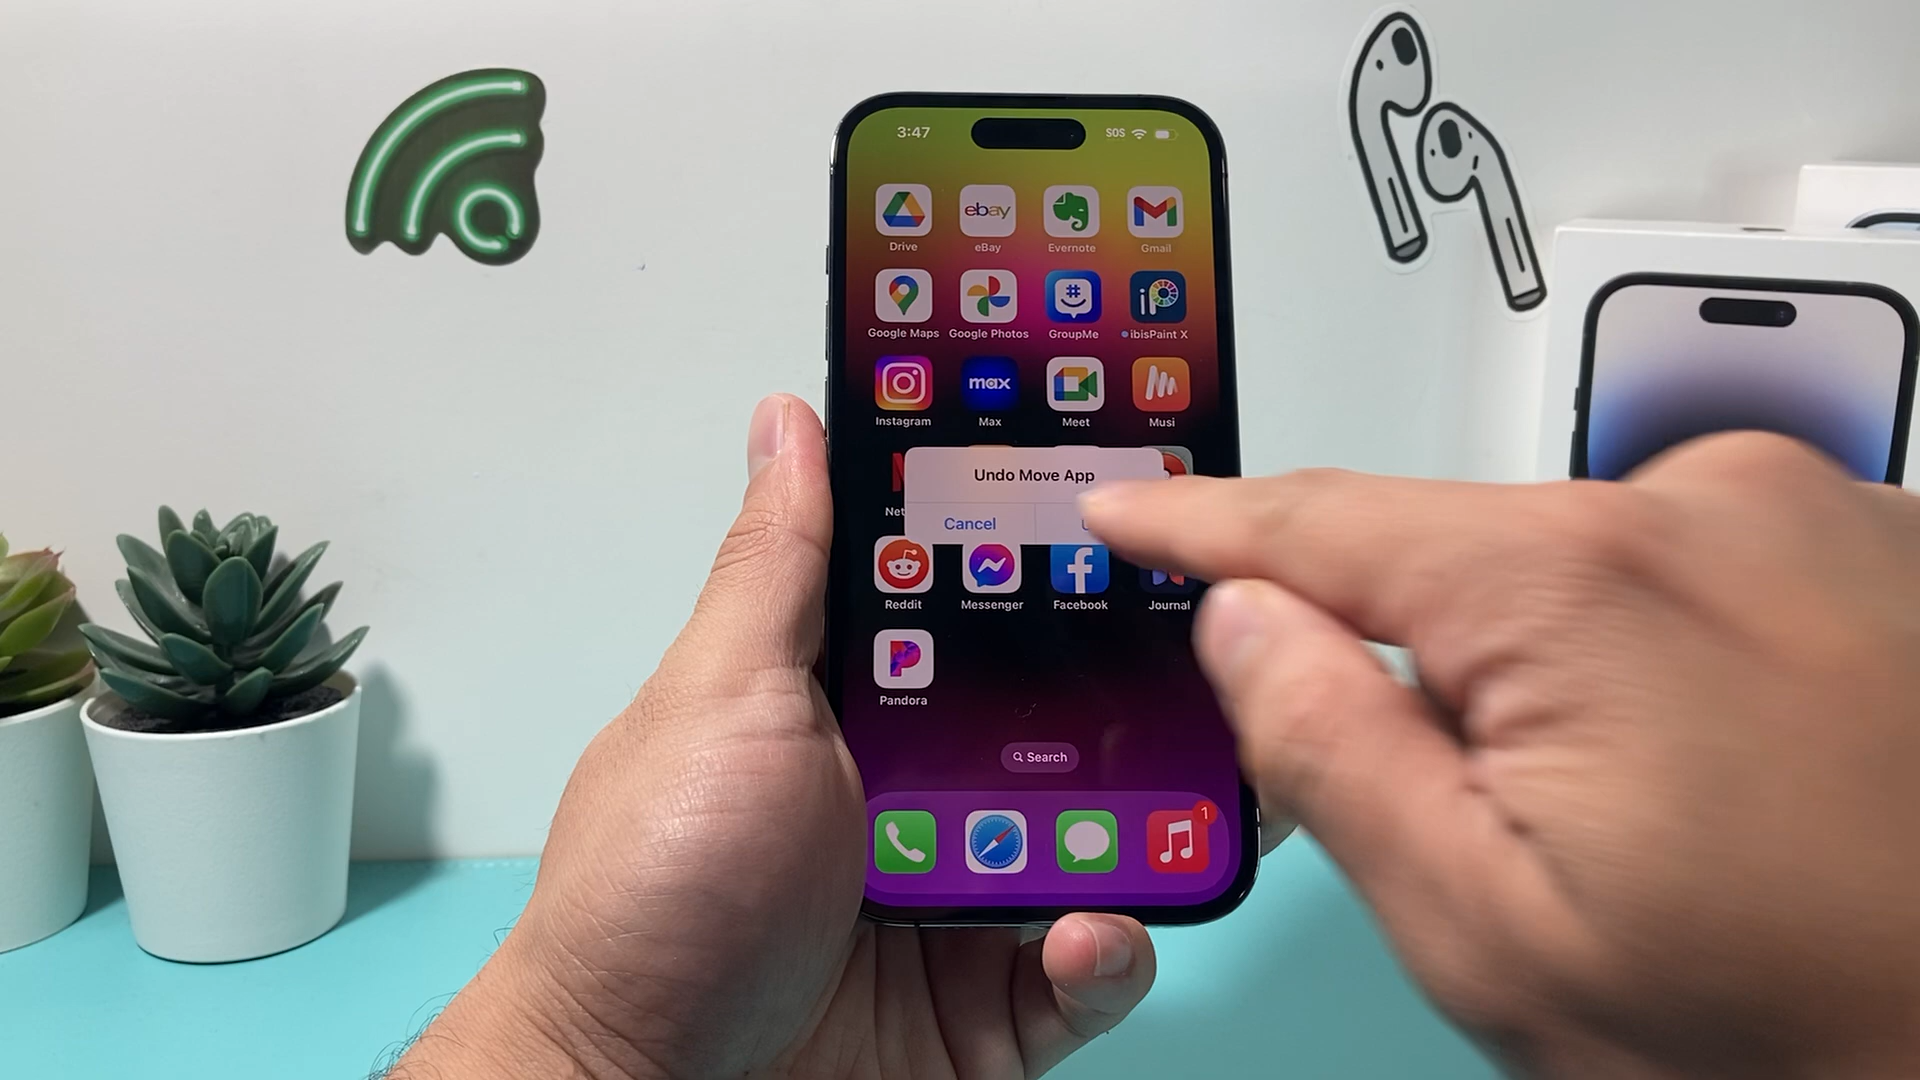 3:47 SOS
ebay
Drive eBay Evernote Gmail
iP
Google Maps Google Photos GroupMe ibisPaint X
max
Instagram Max Meet Musi
Undo Move App
Cancel
Reddit Messenger Facebook Journal
Pandora
Search
1